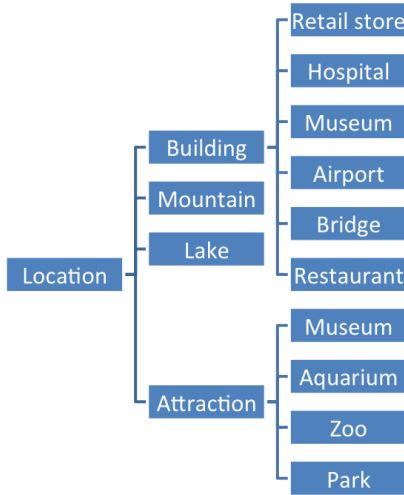 Retail store
Hospital
Museum
Building
Airport
Mountain
Bridge
Lake
Location
Restaurant
Museum
Aquarium
Attraction
Zoo
Park